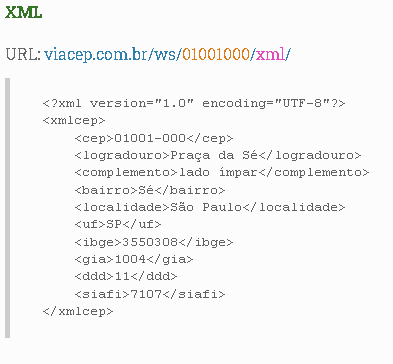 XML
URL: viacep.com.br/ws/01001000/xml/
<?xml version="1.0" encoding="UTF-8"?>
<xmlcep>
    <cep>01001-000</cep>
    <logradouro>Praça da Sé</logradouro>
    <complemento>lado ímpar</complemento>
    <bairro>Sé</bairro>
    <localidade>São Paulo</localidade>
    <uf>SP</uf>
    <ibge>3550308</ibge>
    <gia>1004</gia>
    <ddd>11</ddd>
    <siafi>7107</siafi>
</xmlcep>